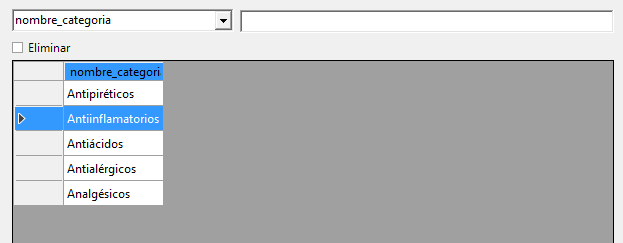 nombre_categoria
Eliminar
nombre_categori
Antipiréticos
Antiinflamatorios
Antiácidos
Antialérgicos
Analgésicos